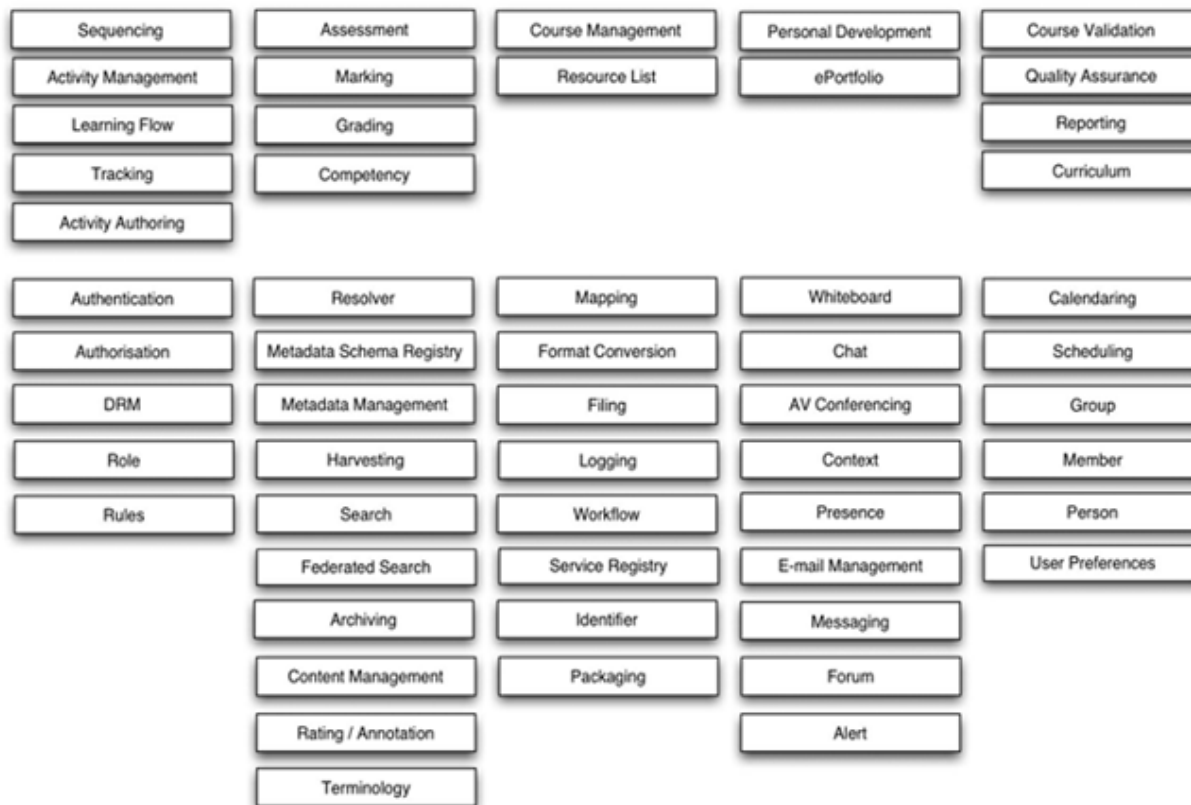 Sequencing
Activity Management
Learning Flow
Tracking
Activity Authoring
Assessment
Marking
Grading
Competency
Course Management
Resource List
Personal Development
ePortfolio
Course Validation
Quality Assurance
Reporting
Curriculum
Authentication
Authorisation
DRM
Role
Rules
Resolver
Metadata Schema Registry
Metadata Management
Harvesting
Search
Federated Search
Archiving
Content Management
Rating / Annotation
Terminology
Mapping
Format Conversion
Filing
Logging
Workflow
Service Registry
Identifier
Packaging
Whiteboard
Chat
AV Conferencing
Context
Presence
E-mail Management
Messaging
Forum
Alert
Calendaring
Scheduling
Group
Member
Person
User Preferences